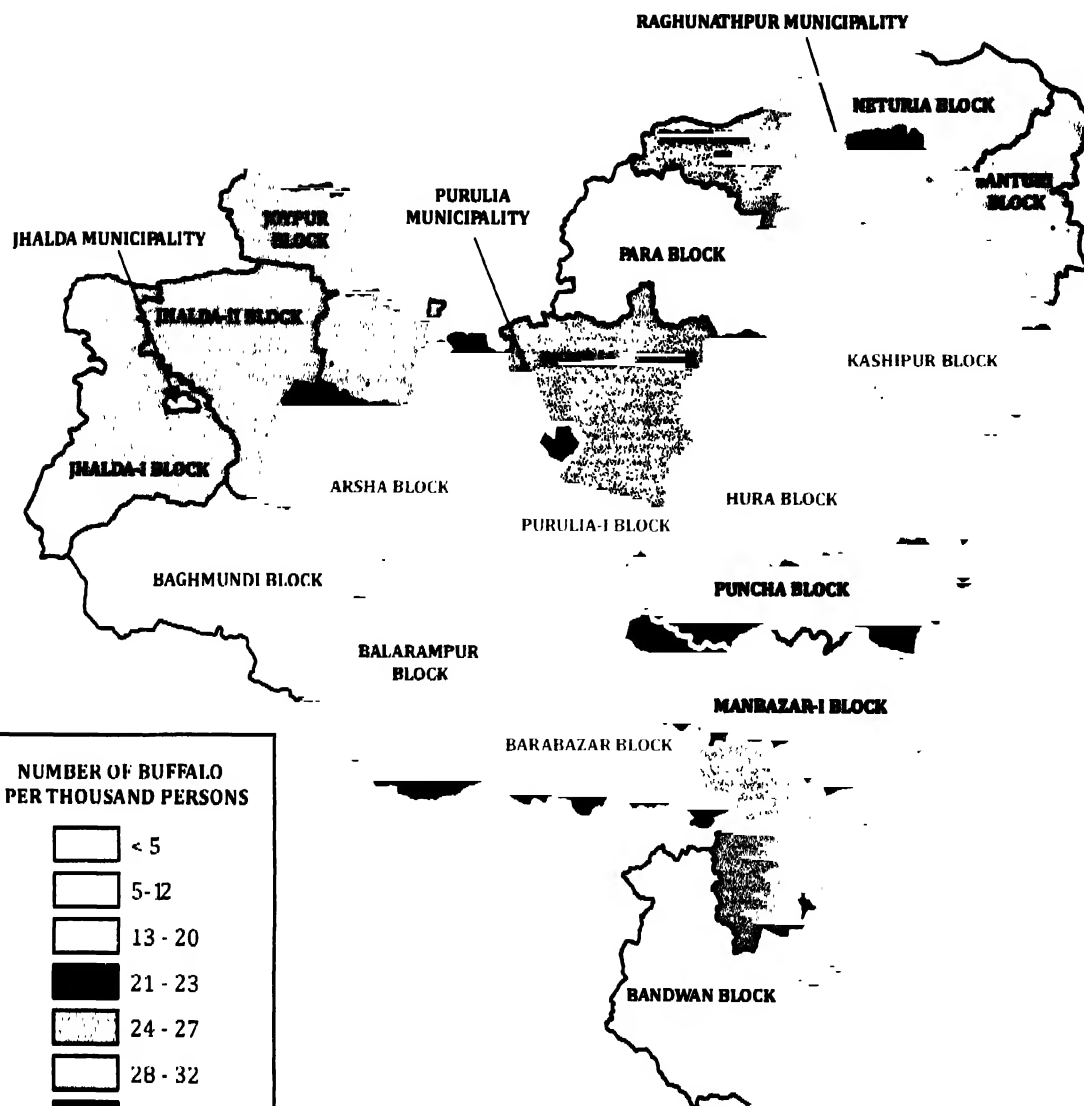 RAGHUNATHPUR MUNICIPALITY
NETURIA BLOCK
BLOCK
PURULIA
MUNICIPALITY
JOYPUR
BLOCK
JHALDA MUNICIPALITY
PARA BLOCK
JHALDA-II BLOCK
KASHIPUR BLOCK
JHALDA-I BLOCK
ARSHA BLOCK
HURA BLOCK
PURULIA-I BLOCK
BAGHMUNDI BLOCK
PUNCHA BLOCK
BALARAMPUR
BLOCK
MANBAZAR-I BLOCK
BARABAZAR BLOCK
BANDWAN BLOCK
NUMBER OF BUFFALO
PER THOUSAND PERSONS
< 5
5-12
13 - 20
21 - 23
24 - 27
28 - 32